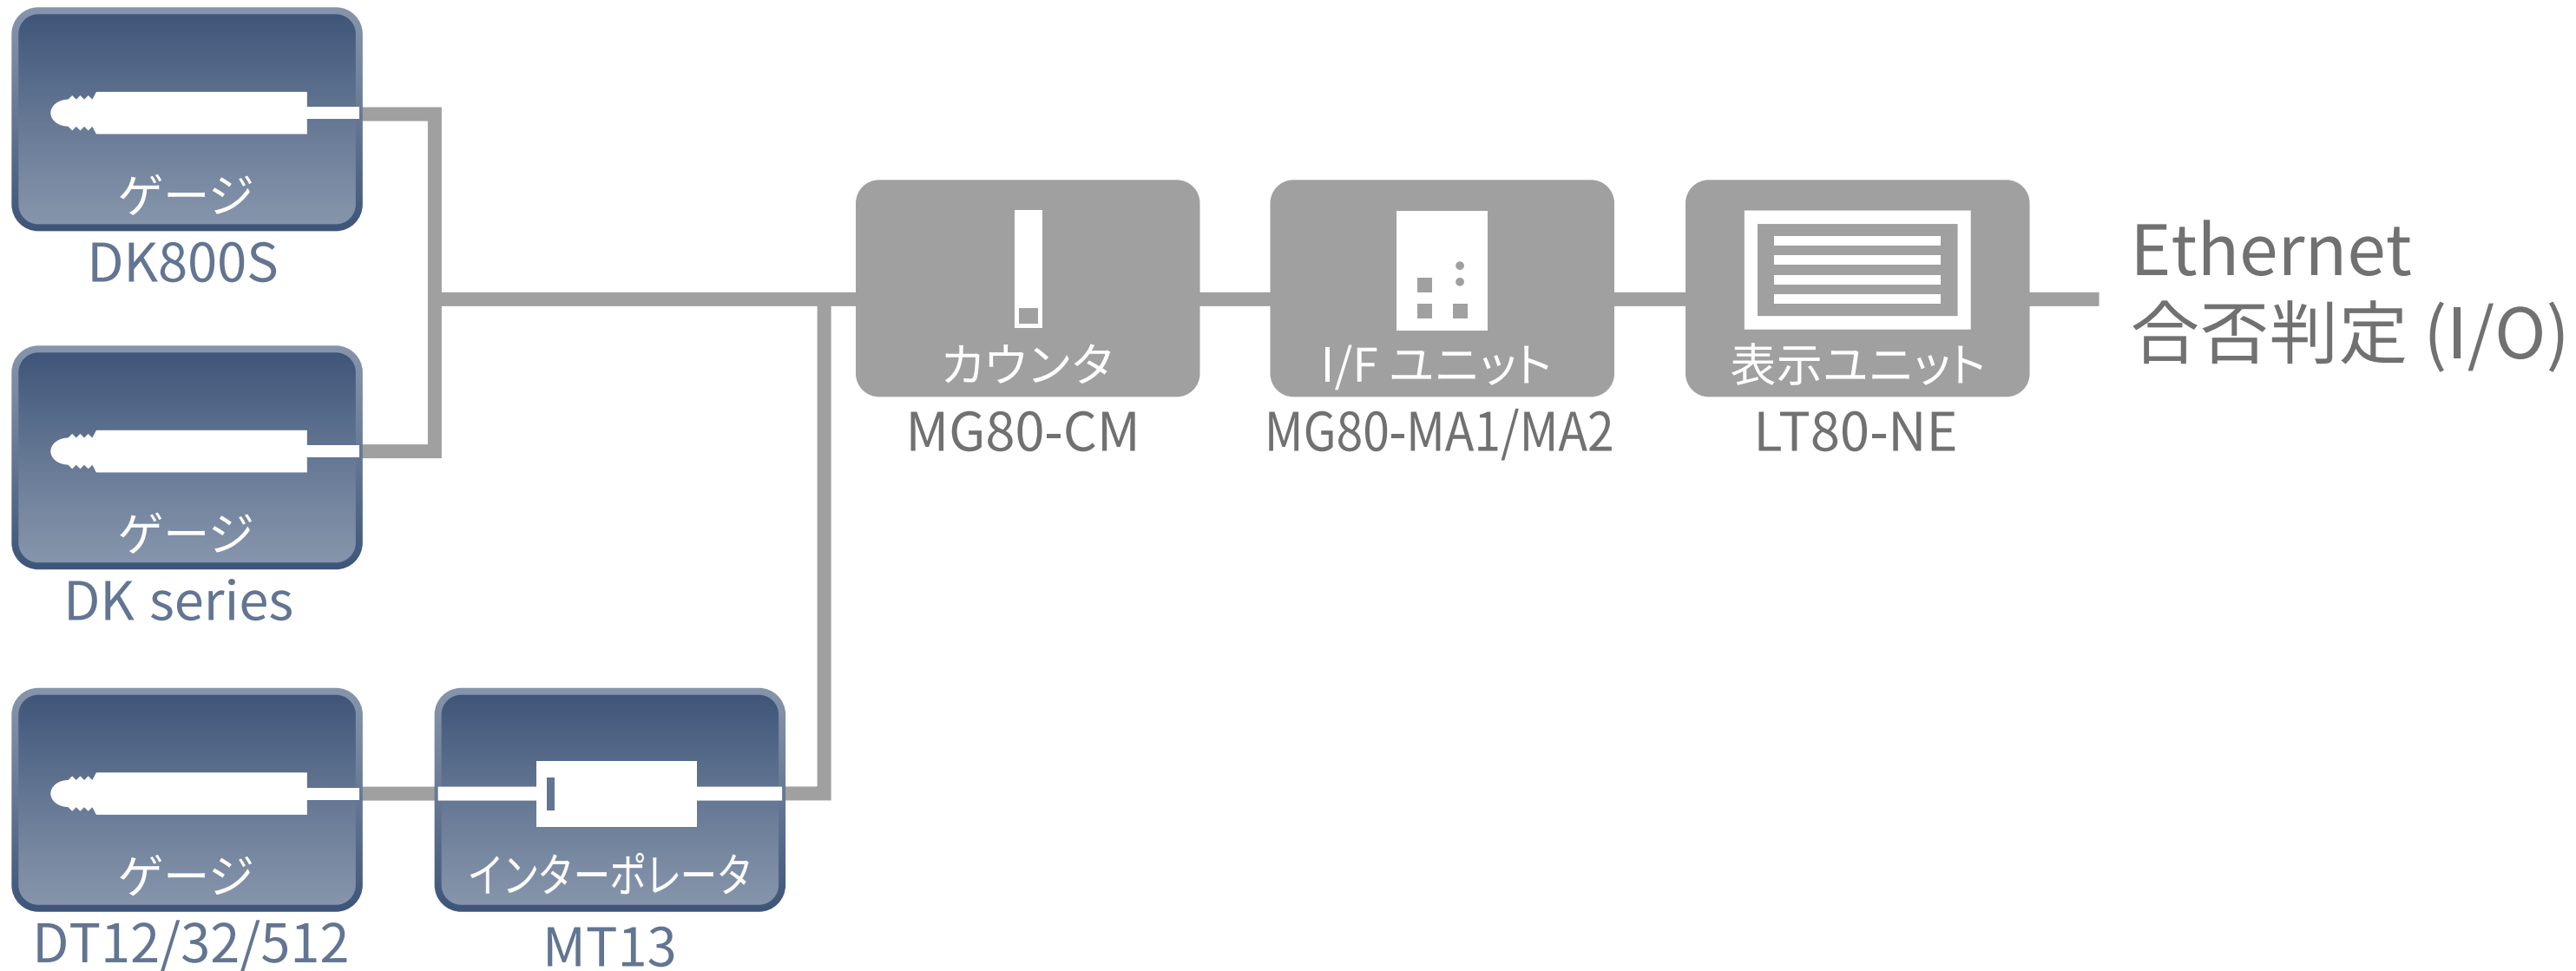 ゲージ
DK800S
ゲージ
DK series
ゲージ
DT12/32/512
インターポレータ
MT13
カウンタ
MG80-CM
I/F ユニット
MG80-MA1/MA2
表示ユニット
LT80-NE
Ethernet
合否判定 (I/O)